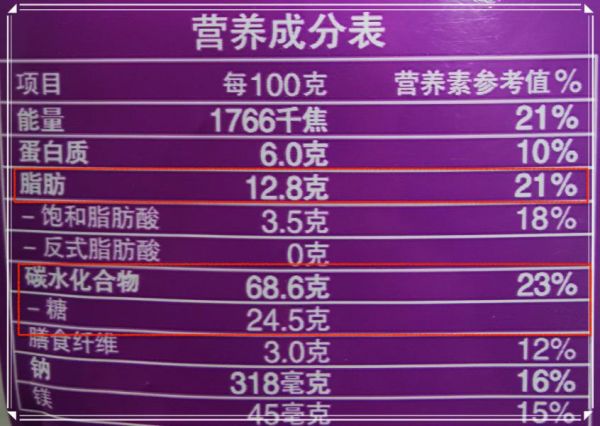 营养成分表
项目 每100克 营养素参考值%
能量 1766千焦 21%
蛋白质 6.0克 10%
脂肪 12.8克 21%
-饱和脂肪酸 3.5克 18%
-反式脂肪酸 0克
碳水化合物 68.6克 23%
-糖 24.5克
膳食纤维 3.0克 12%
钠 318毫克 16%
镁 45毫克 15%